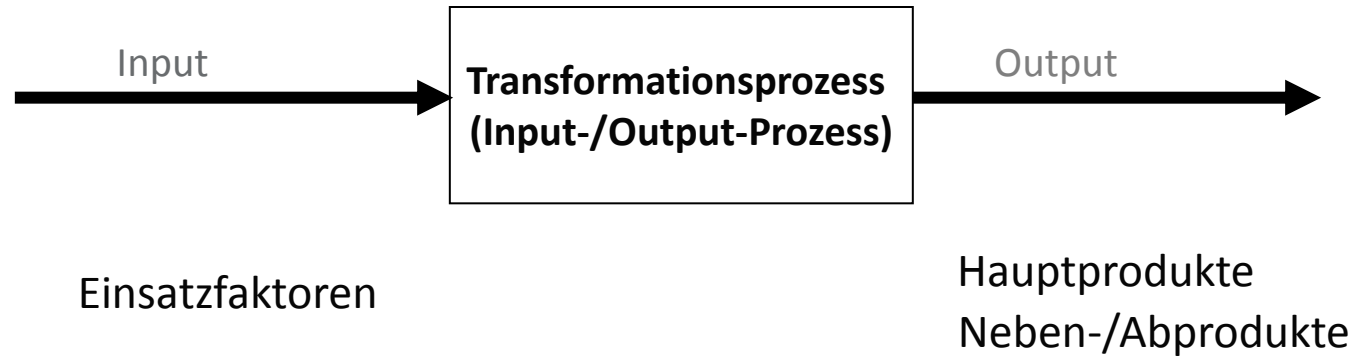 Input
Transformationsprozess
(Input-/Output-Prozess)
Output
Einsatzfaktoren
Hauptprodukte
Neben-/Abprodukte